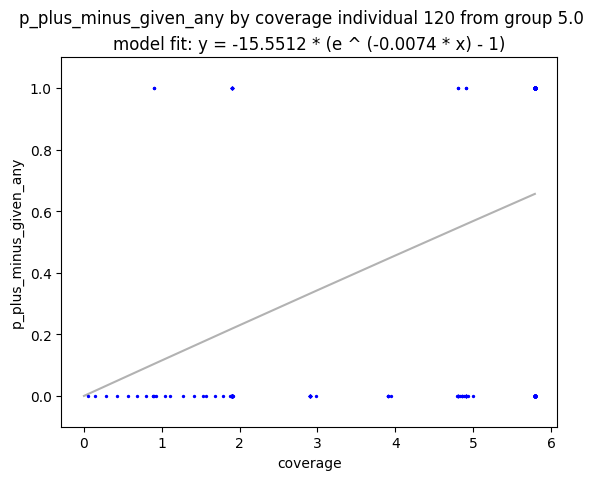 p_plus_minus_given_any by coverage individual 120 from group 5.0
model fit: y = -15.5512 * (e ^ (-0.0074 * x) - 1)
1.0
0.8
0.6
0.4
0.2
0.0
p_plus_minus_given_any
0 1 2 3 4 5 6
coverage